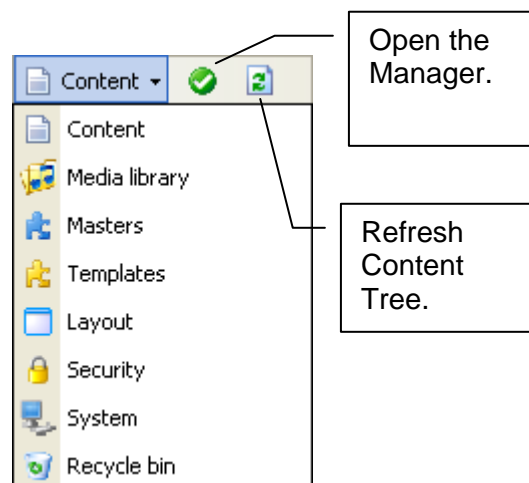 Open the
Manager.
Content
Content
Media library
Masters
Templates
Layout
Security
System
Recycle bin
Refresh
Content
Tree.